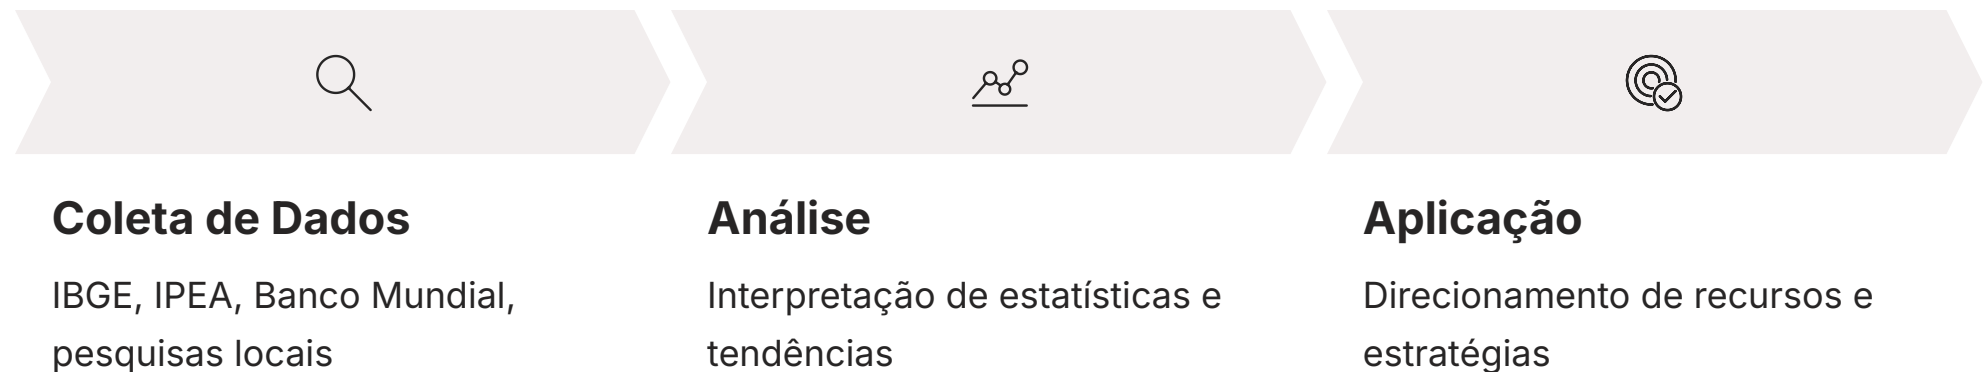 Coleta de Dados
IBGE, IPEA, Banco Mundial,
pesquisas locais
Análise
Interpretação de estatísticas e
tendências
Aplicação
Direcionamento de recursos e
estratégias